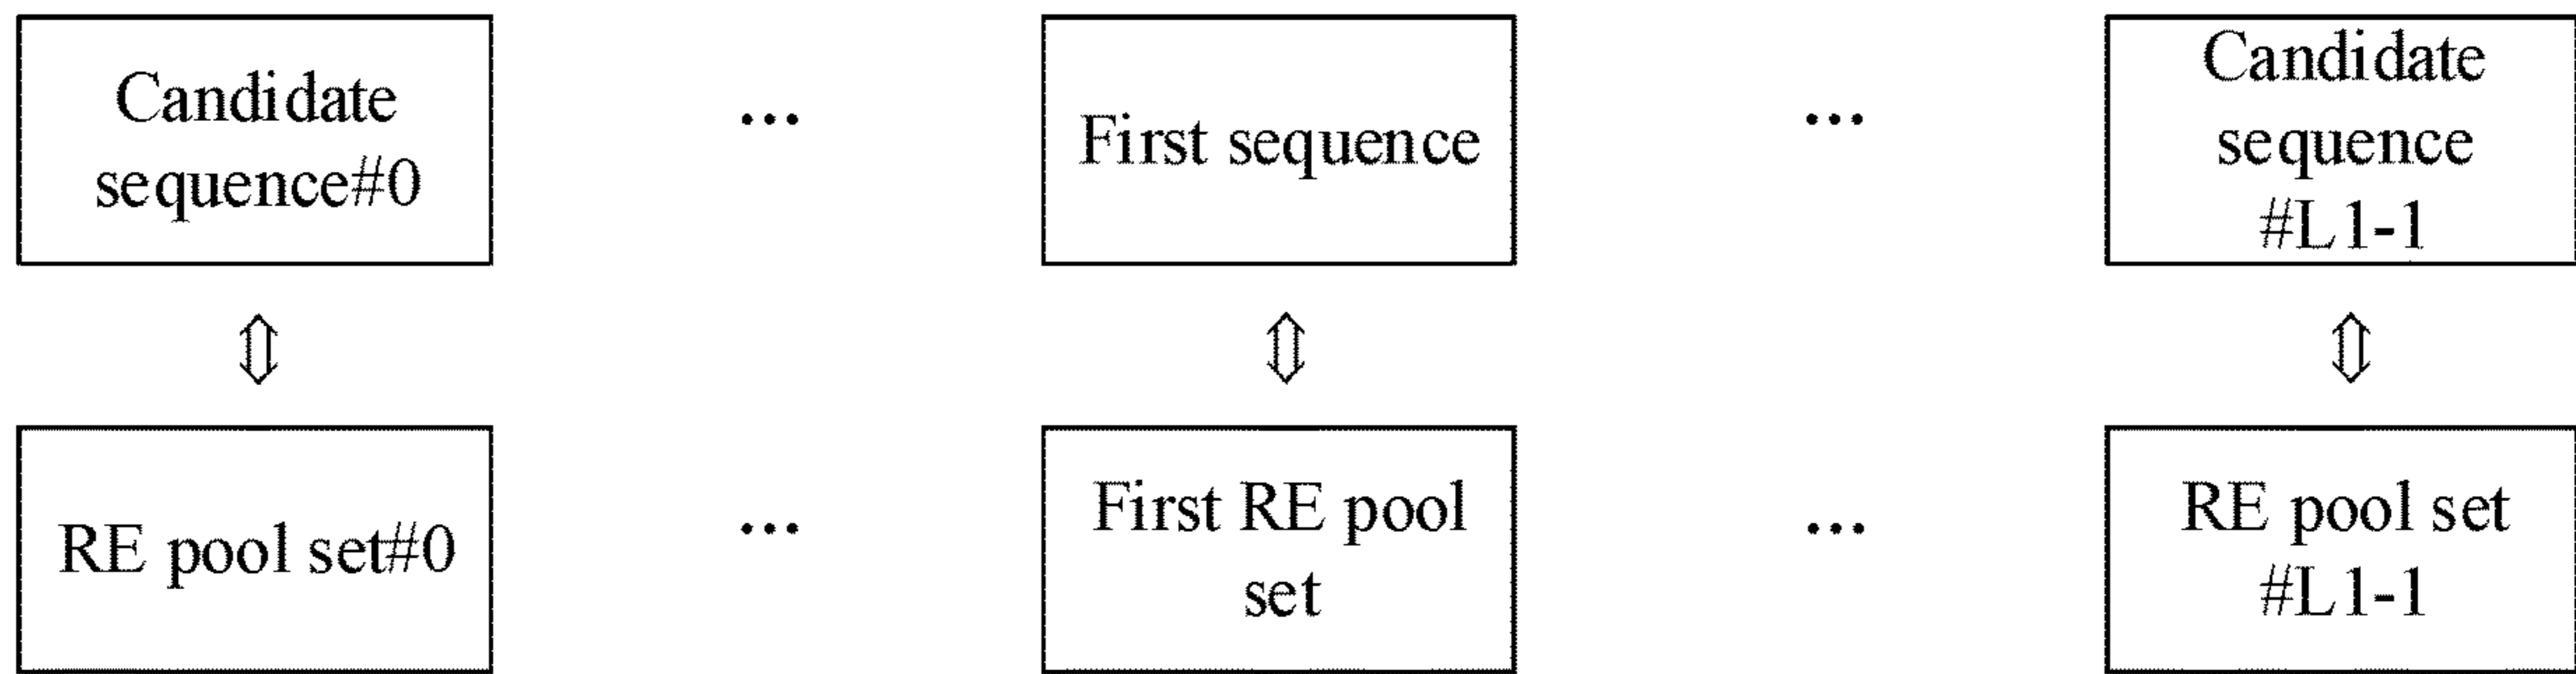 Candidate
sequence#0
...
First sequence
...
Candidate
sequence
#L1-1
RE pool set#0
...
First RE pool
set
...
RE pool set
#L1-1